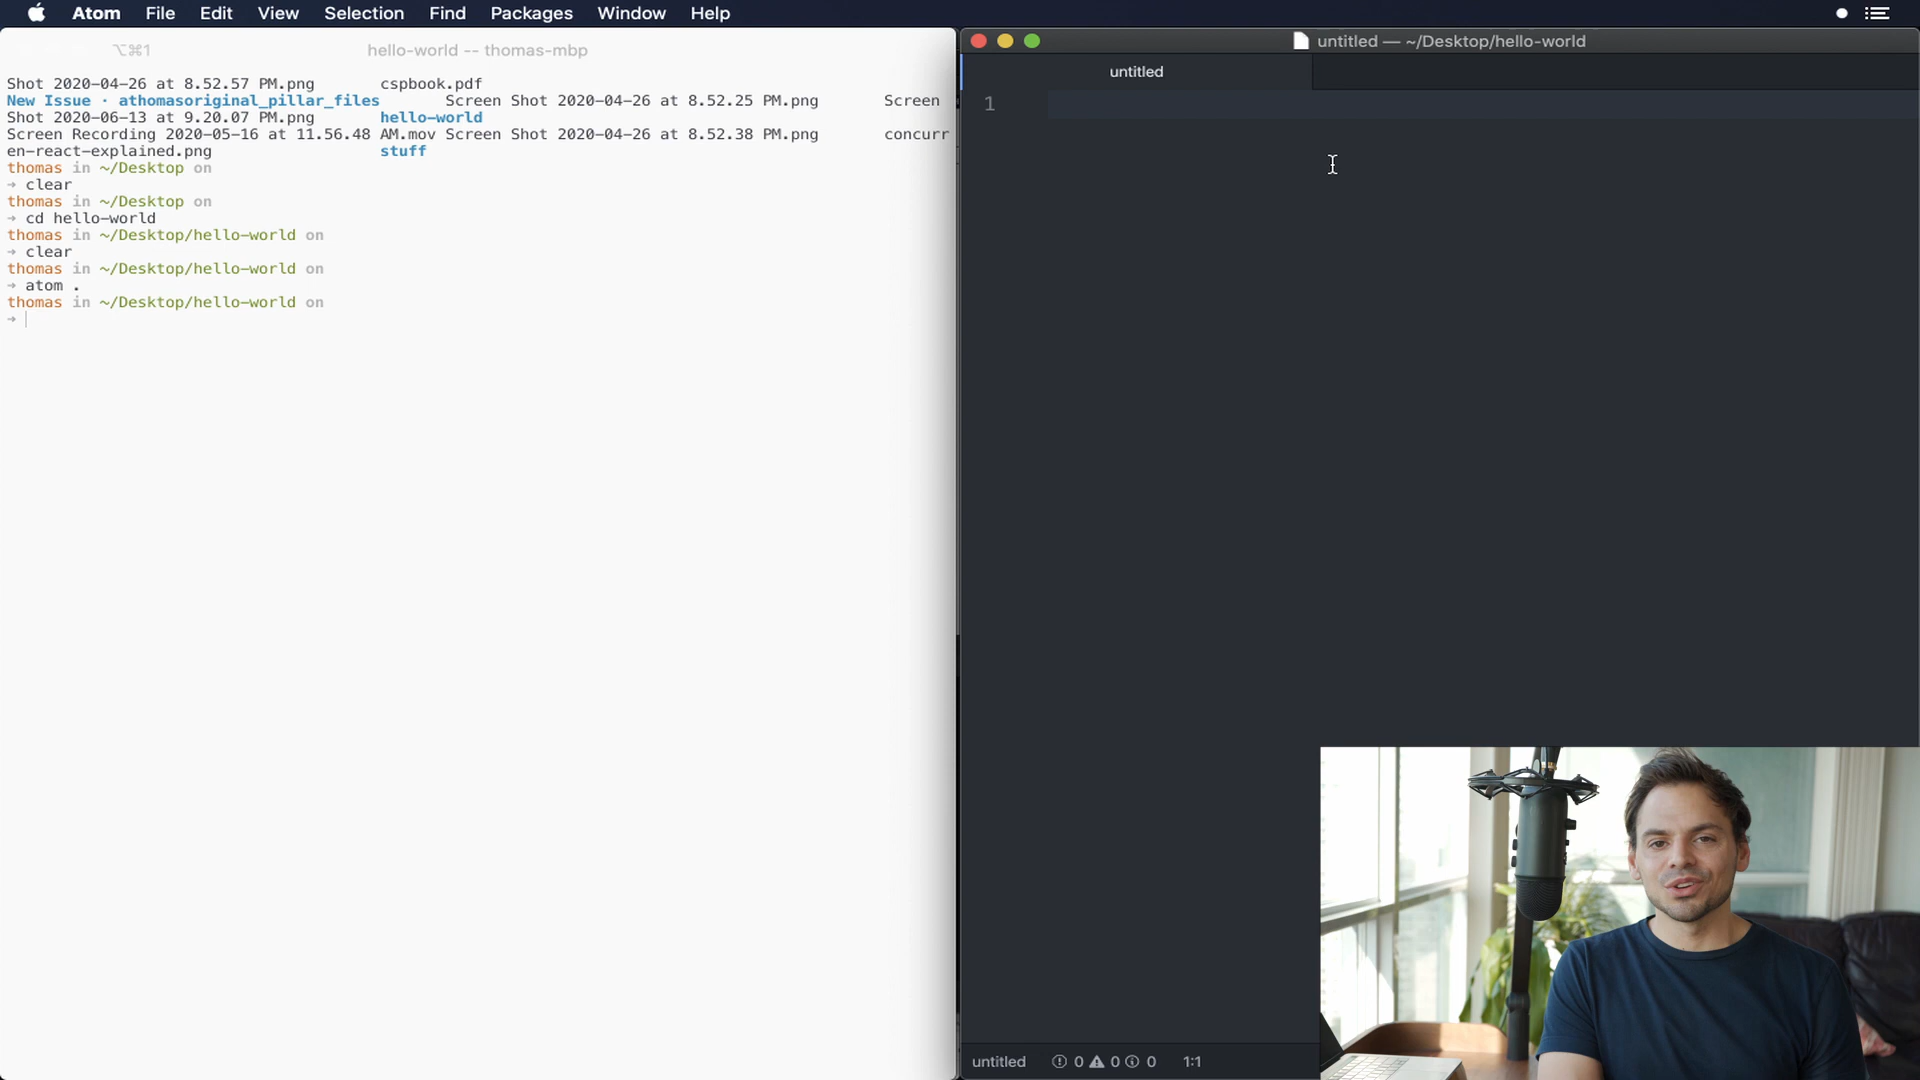 Atom File Edit View Selection Find Packages Window Help
⌥⌘1 hello-world -- thomas-mbp
Shot 2020-04-26 at 8.52.57 PM.png cspbook.pdf
New Issue · athomasoriginal_pillar_files Screen Shot 2020-04-26 at 8.52.25 PM.png Screen
Shot 2020-06-13 at 9.20.07 PM.png hello-world
Screen Recording 2020-05-16 at 11.56.48 AM.mov Screen Shot 2020-04-26 at 8.52.38 PM.png concurr
en-react-explained.png stuff
thomas in ~/Desktop on
→ clear
thomas in ~/Desktop on
→ cd hello-world
thomas in ~/Desktop/hello-world on
→ clear
thomas in ~/Desktop/hello-world on
→ atom .
thomas in ~/Desktop/hello-world on
→
untitled — ~/Desktop/hello-world
untitled
1
untitled 0 0 0 1:1